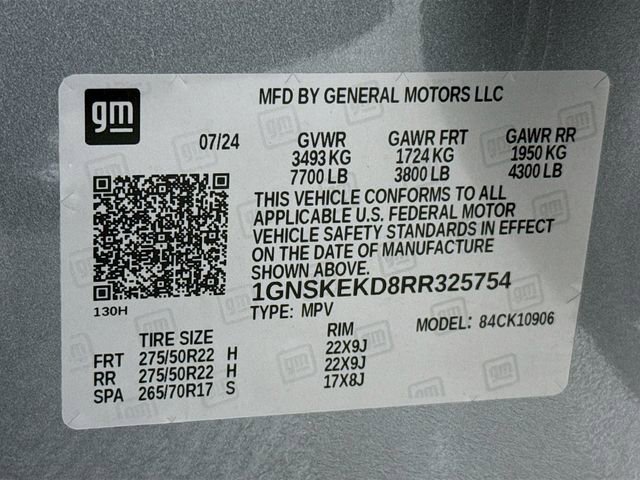 gm
MFD BY GENERAL MOTORS LLC
07/24 GVWR GAWR FRT GAWR RR
3493 KG 1724 KG 1950 KG
7700 LB 3800 LB 4300 LB
THIS VEHICLE CONFORMS TO ALL
APPLICABLE U.S. FEDERAL MOTOR
VEHICLE SAFETY STANDARDS IN EFFECT
ON THE DATE OF MANUFACTURE
SHOWN ABOVE.
1GNSKEKD8RR325754
130H
TYPE: MPV MODEL: 84CK10906
TIRE SIZE RIM
FRT 275/50R22 H 22X9J
RR 275/50R22 H 22X9J
SPA 265/70R17 S 17X8J